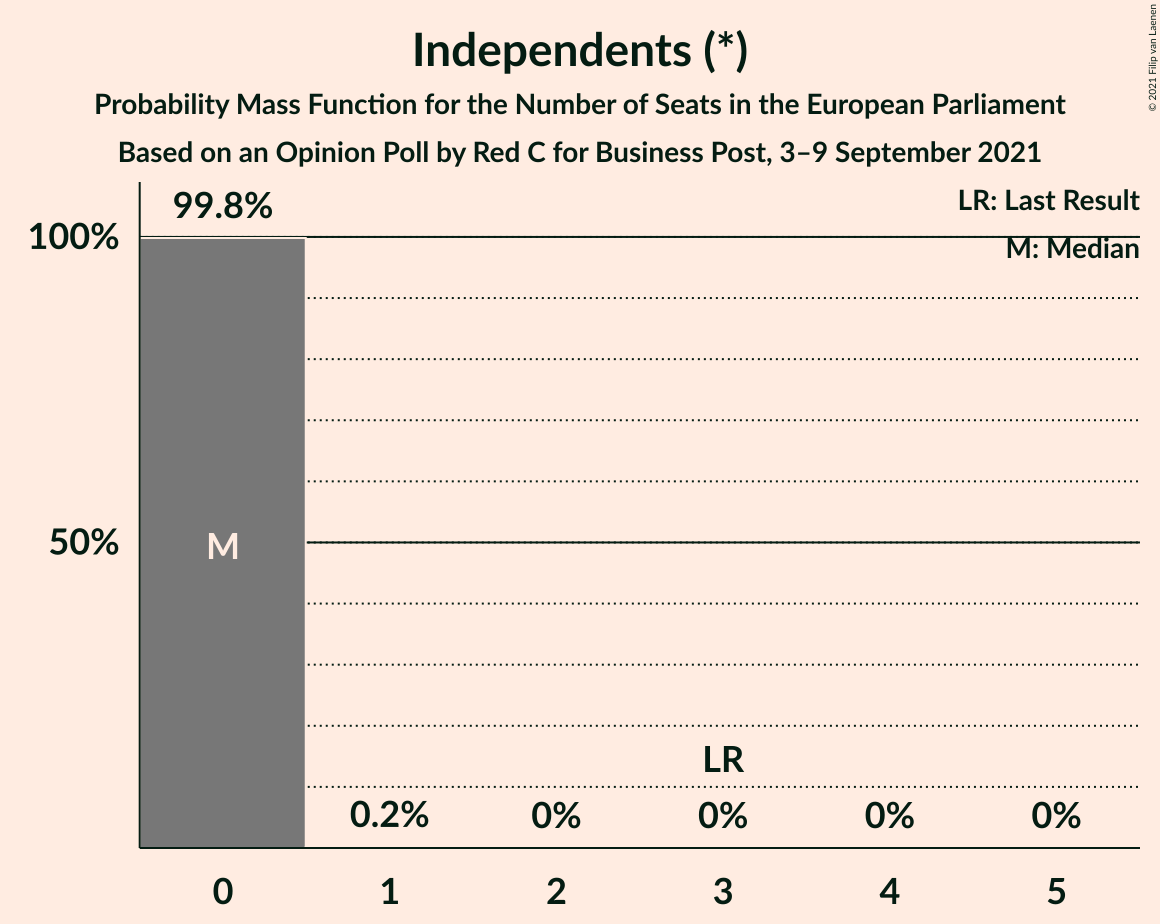 Independents (*)
Probability Mass Function for the Number of Seats in the European Parliament
Based on an Opinion Poll by Red C for Business Post, 3–9 September 2021
© 2021 Filip van Laenen
LR: Last Result
M: Median
99.8%
100%
50%
M
LR
0.2%
0%
0%
0%
0%
0
1
2
3
4
5